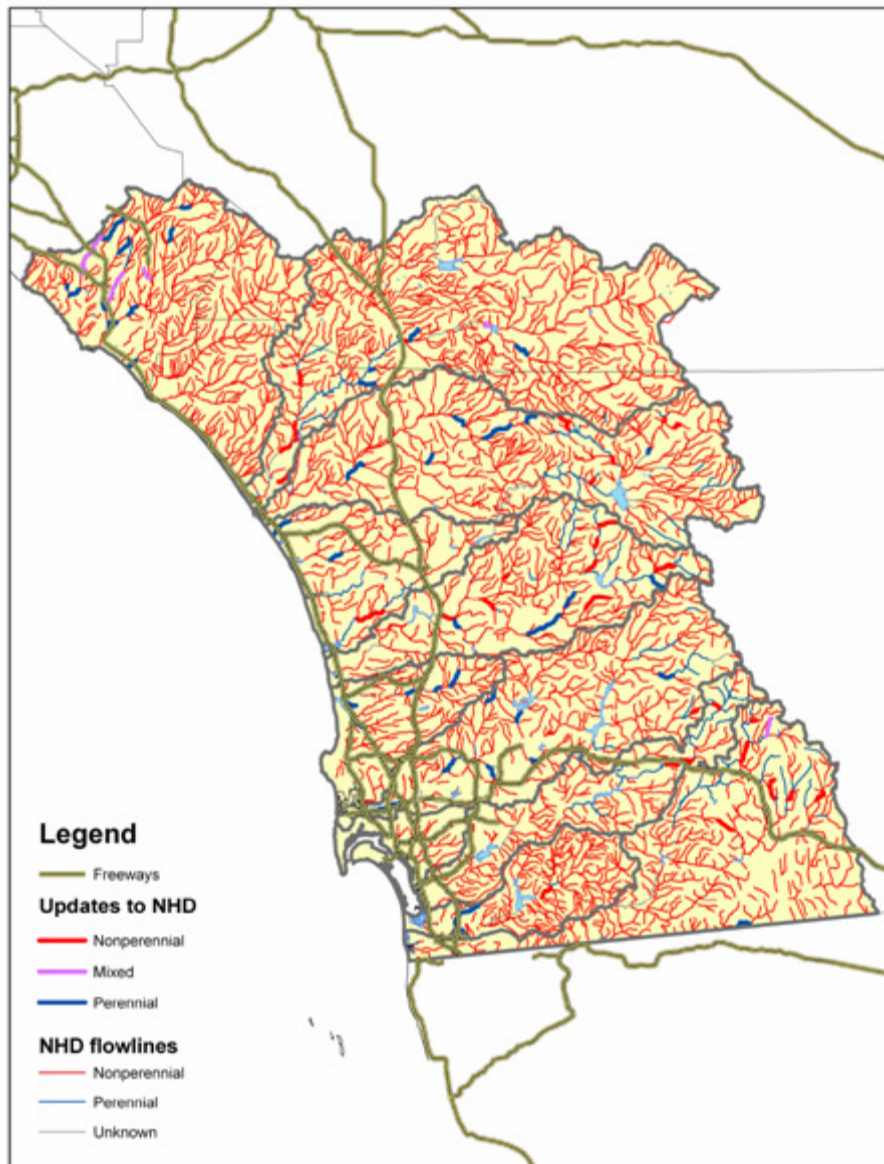 Legend
Freeways
Updates to NHD
Nonperennial
Mixed
Perennial
NHD flowlines
Nonperennial
Perennial
Unknown